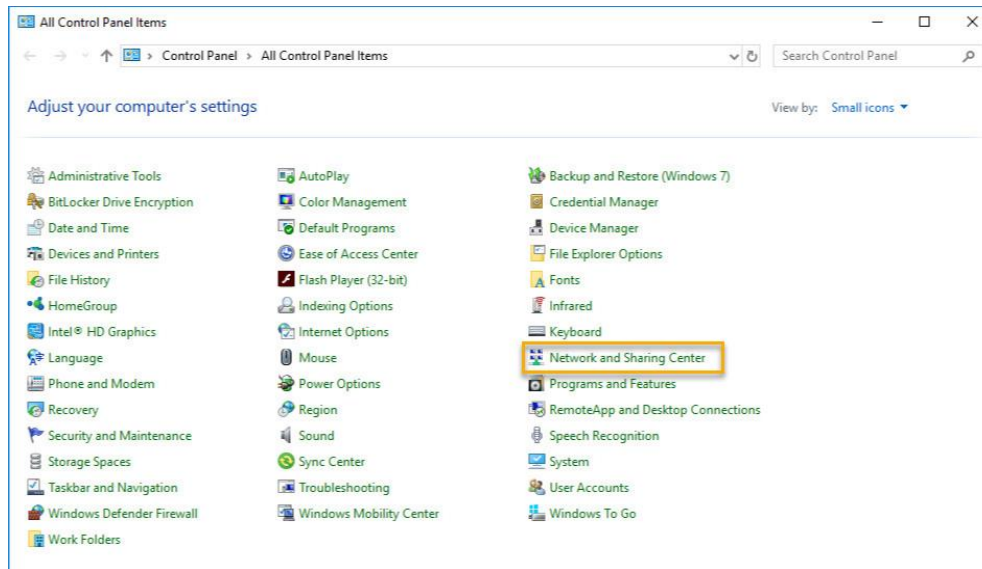 All Control Panel Items
Control Panel > All Control Panel Items
Search Control Panel
Adjust your computer's settings
View by: Small icons
Administrative Tools
AutoPlay
Backup and Restore (Windows 7)
BitLocker Drive Encryption
Color Management
Credential Manager
Date and Time
Default Programs
Device Manager
Devices and Printers
Ease of Access Center
File Explorer Options
File History
Flash Player (32-bit)
Fonts
HomeGroup
Indexing Options
Infrared
Intel® HD Graphics
Internet Options
Keyboard
Language
Mouse
Network and Sharing Center
Phone and Modem
Power Options
Programs and Features
Recovery
Region
RemoteApp and Desktop Connections
Security and Maintenance
Sound
Speech Recognition
Storage Spaces
Sync Center
System
Taskbar and Navigation
Troubleshooting
User Accounts
Windows Defender Firewall
Windows Mobility Center
Windows To Go
Work Folders